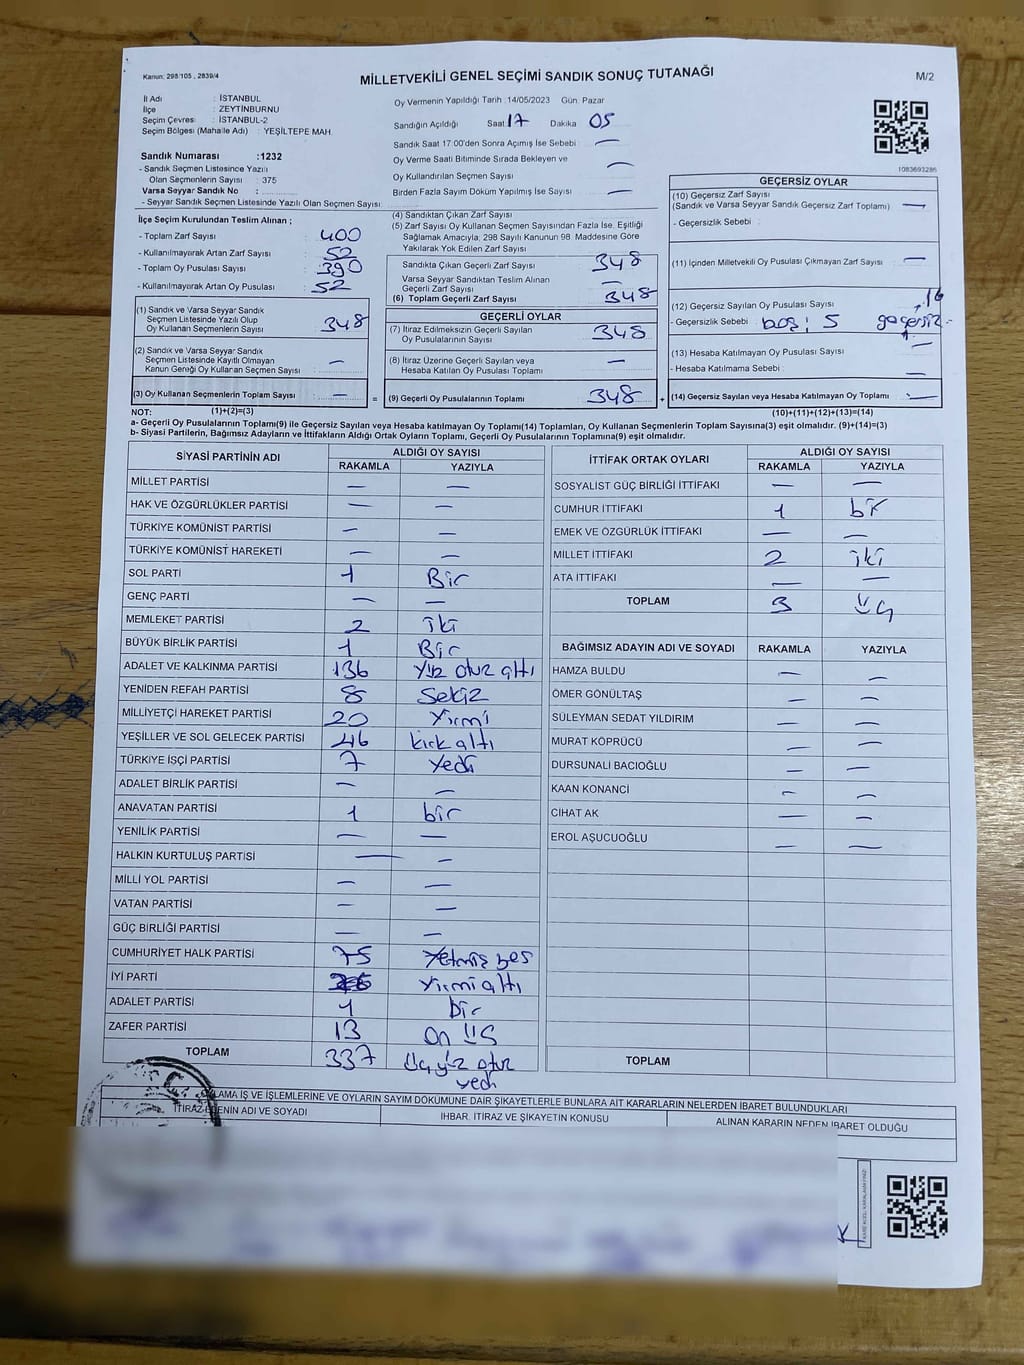 Kanun: 298/105 , 2839/4
MİLLETVEKİLİ GENEL SEÇİMİ SANDIK SONUÇ TUTANAĞI
M/2
İl Adı : İSTANBUL
İlçe : ZEYTİNBURNU
Seçim Çevresi : İSTANBUL-2
Seçim Bölgesi (Mahalle Adı) : YEŞİLTEPE MAH.
Oy Vermenin Yapıldığı Tarih :14/05/2023 Gün: Pazar
Sandığın Açıldığı Saat 17 Dakika 05
Sandık Saat 17:00'den Sonra Açımış İse Sebebi : —
Oy Verme Saati Bitiminde Sırada Bekleyen ve
Oy Kullandırılan Seçmen Sayısı : —
Birden Fazla Sayım Döküm Yapılmış İse Sayısı : —
1083693286
Sandık Numarası :1232
- Sandık Seçmen Listesince Yazılı
Olan Seçmenlerin Sayısı : 375
Varsa Seyyar Sandık No :
- Seyyar Sandık Seçmen Listesinde Yazılı Olan Seçmen Sayısı:
İlçe Seçim Kurulundan Teslim Alınan ;
- Toplam Zarf Sayısı : 400
- Kullanılmayarak Artan Zarf Sayısı : 52
- Toplam Oy Pusulası Sayısı : 390
- Kullanılmayarak Artan Oy Pusulası : 52
(1) Sandık ve Varsa Seyyar Sandık
Seçmen Listesinde Yazılı Olup
Oy Kullanan Seçmenlerin Sayısı : 348
(2) Sandık ve Varsa Seyyar Sandık
Seçmen Listesinde Kayıtlı Olmayan
Kanun Gereği Oy Kullanan Seçmen Sayısı : —
(3) Oy Kullanan Seçmenlerin Toplam Sayısı : — =
(1)+(2)=(3)
(4) Sandıktan Çıkan Zarf Sayısı
(5) Zarf Sayısı Oy Kullanan Seçmen Sayısından Fazla İse, Eşitliği
Sağlamak Amacıyla, 298 Sayılı Kanunun 98. Maddesine Göre
Yakılarak Yok Edilen Zarf Sayısı :
Sandıkta Çıkan Geçerli Zarf Sayısı : 348
Varsa Seyyar Sandıktan Teslim Alınan
Geçerli Zarf Sayısı : —
(6) Toplam Geçerli Zarf Sayısı : 348
GEÇERLİ OYLAR
(7) İtiraz Edilmeksizin Geçerli Sayılan
Oy Pusulalarının Sayısı : 348
(8) İtiraz Üzerine Geçerli Sayılan veya
Hesaba Katılan Oy Pusulası Toplamı : —
(9) Geçerli Oy Pusulalarının Toplamı : 348 +
GEÇERSİZ OYLAR
(10) Geçersiz Zarf Sayısı
(Sandık ve Varsa Seyyar Sandık Geçersiz Zarf Toplamı) : —
- Geçersizlik Sebebi :
(11) İçinden Milletvekili Oy Pusulası Çıkmayan Zarf Sayısı : —
(12) Geçersiz Sayılan Oy Pusulası Sayısı : 16
- Geçersizlik Sebebi : boş : 5 geçersiz
(13) Hesaba Katılmayan Oy Pusulası Sayısı : —
- Hesaba Katılmama Sebebi : —
(14) Geçersiz Sayılan veya Hesaba Katılmayan Oy Toplamı : —
(10)+(11)+(12)+(13)=(14)
NOT:
a- Geçerli Oy Pusulalarının Toplamı(9) ile Geçersiz Sayılan veya Hesaba Katılmayan Oy Toplamı(14) Toplamları, Oy Kullanan Seçmenlerin Toplam Sayısına(3) eşit olmalıdır. (9)+(14)=(3)
b- Siyasi Partilerin, Bağımsız Adayların ve İttifakların Aldığı Ortak Oyların Toplamı, Geçerli Oy Pusulalarının Toplamına(9) eşit olmalıdır.
SİYASİ PARTİNİN ADI ALDIĞI OY SAYISI
RAKAMLA YAZIYLA
MİLLET PARTİSİ — —
HAK VE ÖZGÜRLÜKLER PARTİSİ — —
TÜRKİYE KOMÜNİST PARTİSİ — —
TÜRKİYE KOMÜNİST HAREKETİ — —
SOL PARTİ 1 Bir
GENÇ PARTİ — —
MEMLEKET PARTİSİ 2 iki
BÜYÜK BİRLİK PARTİSİ 1 Bir
ADALET VE KALKINMA PARTİSİ 136 Yüz otuz altı
YENİDEN REFAH PARTİSİ 8 Sekiz
MİLLİYETÇİ HAREKET PARTİSİ 20 Yirmi
YEŞİLLER VE SOL GELECEK PARTİSİ 46 kırk altı
TÜRKİYE İŞÇİ PARTİSİ 7 Yedi
ADALET BİRLİK PARTİSİ — —
ANAVATAN PARTİSİ 1 bir
YENİLİK PARTİSİ — —
HALKIN KURTULUŞ PARTİSİ — —
MİLLİ YOL PARTİSİ — —
VATAN PARTİSİ — —
GÜÇ BİRLİĞİ PARTİSİ — —
CUMHURİYET HALK PARTİSİ 75 Yetmiş beş
İYİ PARTİ Yirmi altı
ADALET PARTİSİ 1 bir
ZAFER PARTİSİ 13 On üç
TOPLAM 337 Üç yüz otuz yedi
İTTİFAK ORTAK OYLARI ALDIĞI OY SAYISI
RAKAMLA YAZIYLA
SOSYALİST GÜÇ BİRLİĞİ İTTİFAKI — —
CUMHUR İTTİFAKI 1 bir
EMEK VE ÖZGÜRLÜK İTTİFAKI — —
MİLLET İTTİFAKI 2 iki
ATA İTTİFAKI — —
TOPLAM 3 üç
BAĞIMSIZ ADAYIN ADI VE SOYADI RAKAMLA YAZIYLA
HAMZA BULDU — —
ÖMER GÖNÜLTAŞ — —
SÜLEYMAN SEDAT YILDIRIM — —
MURAT KÖPRÜCÜ — —
DURSUNALİ BACIOĞLU — —
KAAN KONANCİ — —
CİHAT AK — —
EROL AŞUCUOĞLU — —
TOPLAM
OYLAMA İŞ VE İŞLEMLERİNE VE OYLARIN SAYIM DÖKÜMÜNE DAİR ŞİKAYETLERLE BUNLARA AİT KARARLARIN NELERDEN İBARET BULUNDUKLARI
İTİRAZ EDENİN ADI VE SOYADI İHBAR, İTİRAZ VE ŞİKAYETİN KONUSU ALINAN KARARIN NEDEN İBARET OLDUĞU